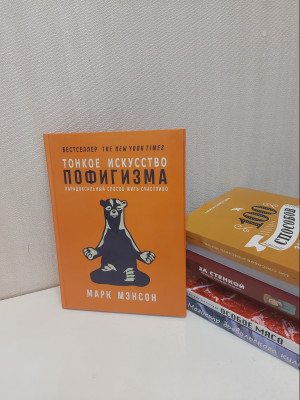 БЕСТСЕЛЛЕР THE NEW YORK TIMES
ТОНКОЕ ИСКУССТВО
ПОФИГИЗМА
ПАРАДОКСАЛЬНЫЙ СПОСОБ ЖИТЬ СЧАСТЛИВО
МАРК МЭНСОН
100
СПОСОБОВ
ЗА СТЕНКОЙ
ОСОБОЕ МЯСО